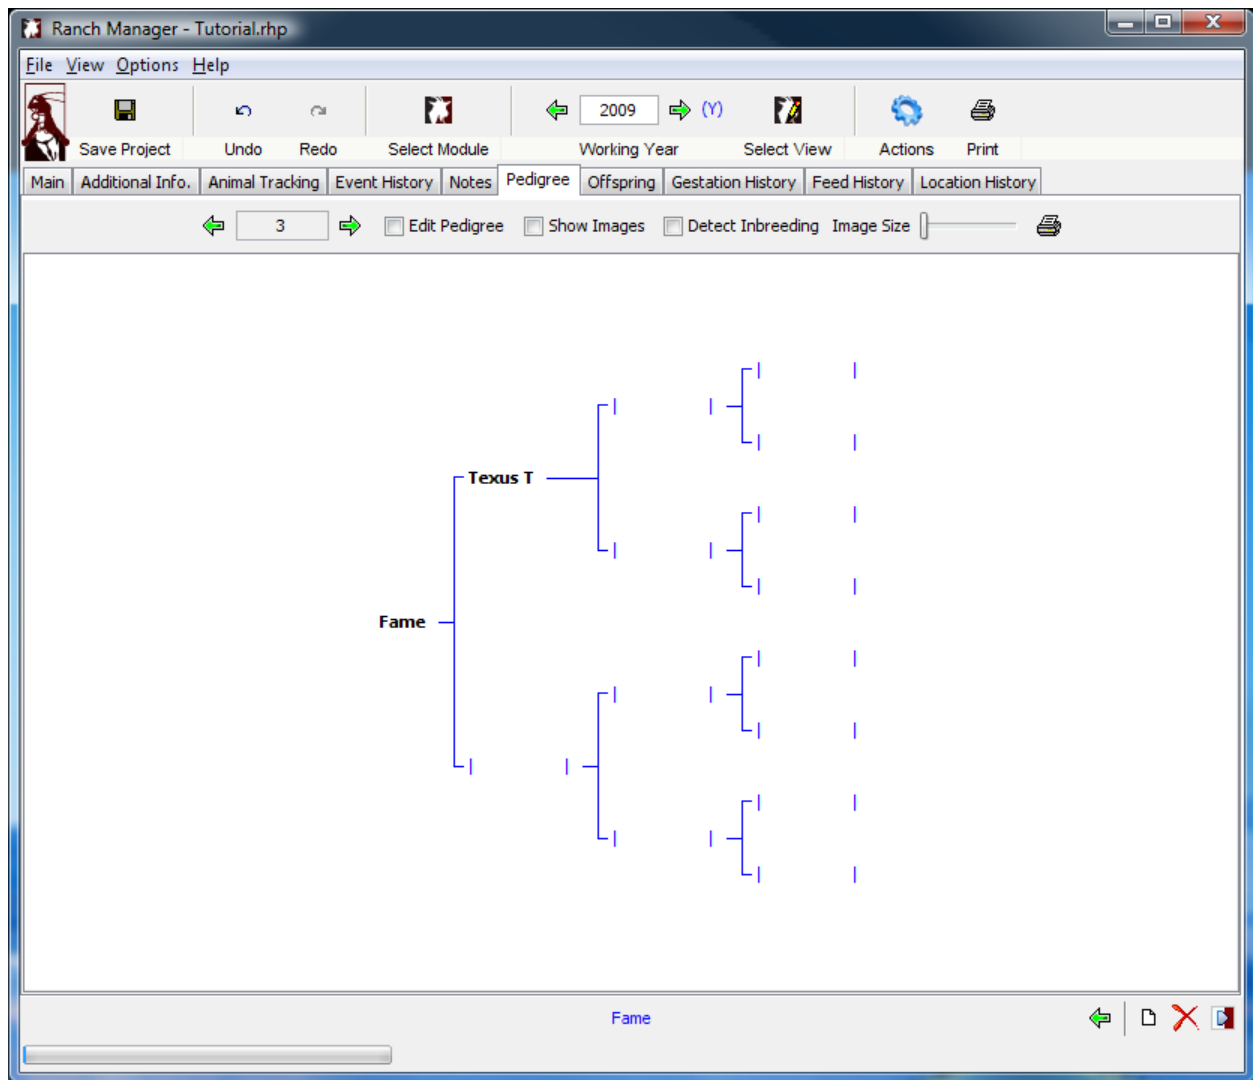 Ranch Manager - Tutorial.rhp
File View Options Help
2009 (Y)
Save Project Undo Redo Select Module Working Year Select View Actions Print
Main Additional Info. Animal Tracking Event History Notes Pedigree Offspring Gestation History Feed History Location History
3 Edit Pedigree Show Images Detect Inbreeding Image Size
Texus T
Fame
Fame